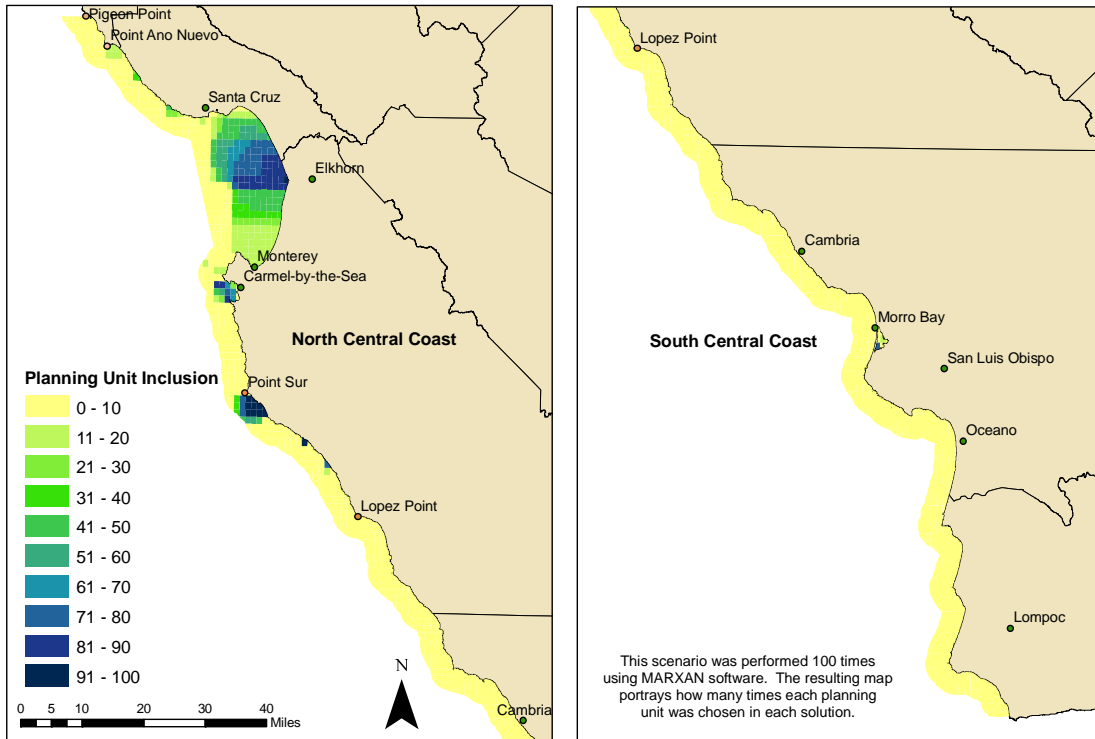 Pigeon Point
Point Ano Nuevo
Santa Cruz
Elkhorn
Monterey
Carmel-by-the-Sea
North Central Coast
Planning Unit Inclusion
0 - 10
11 - 20
21 - 30
31 - 40
41 - 50
51 - 60
61 - 70
71 - 80
81 - 90
91 - 100
Point Sur
Lopez Point
N
0 5 10 20 30 40
Miles
Cambria
Lopez Point
Cambria
Morro Bay
South Central Coast
San Luis Obispo
Oceano
Lompoc
This scenario was performed 100 times
using MARXAN software. The resulting map
portrays how many times each planning
unit was chosen in each solution.